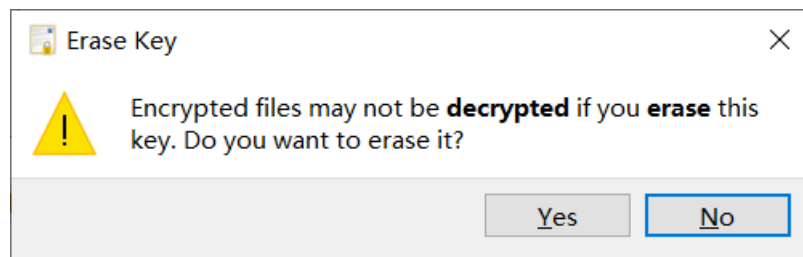 Erase Key
Encrypted files may not be decrypted if you erase this
key. Do you want to erase it?
Yes
No